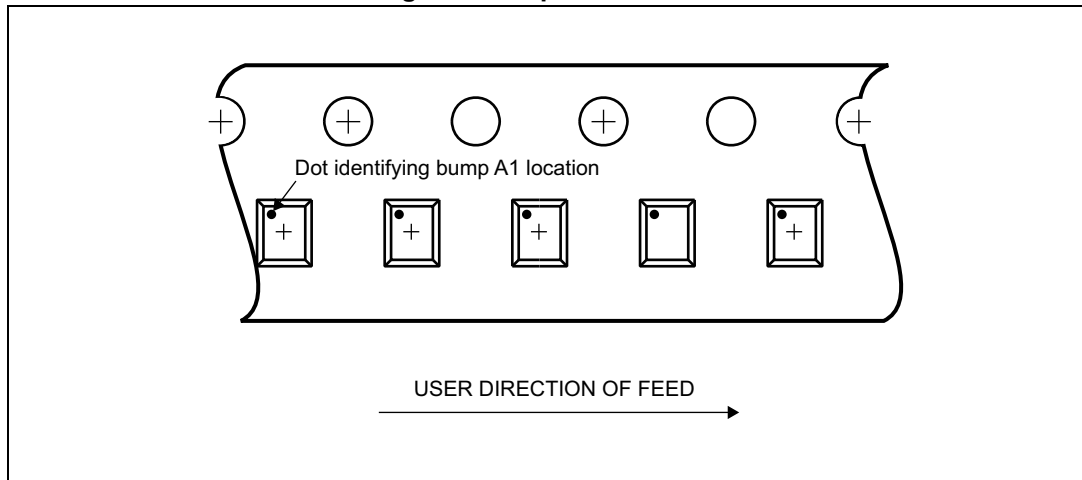 Dot identifying bump A1 location
USER DIRECTION OF FEED